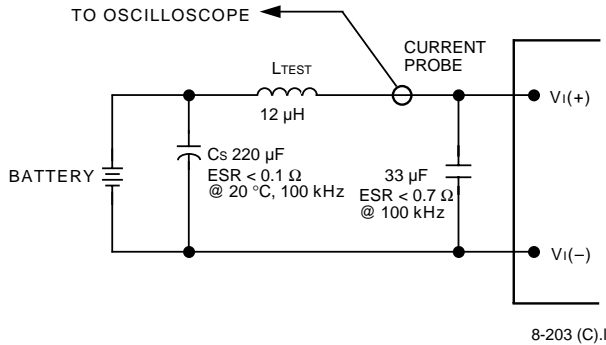 TO OSCILLOSCOPE
CURRENT
PROBE
LTEST
12 µH
VI(+)
CS 220 µF
ESR < 0.1 Ω
@ 20 °C, 100 kHz
33 µF
ESR < 0.7 Ω
@ 100 kHz
BATTERY
VI(–)
8-203 (C).l